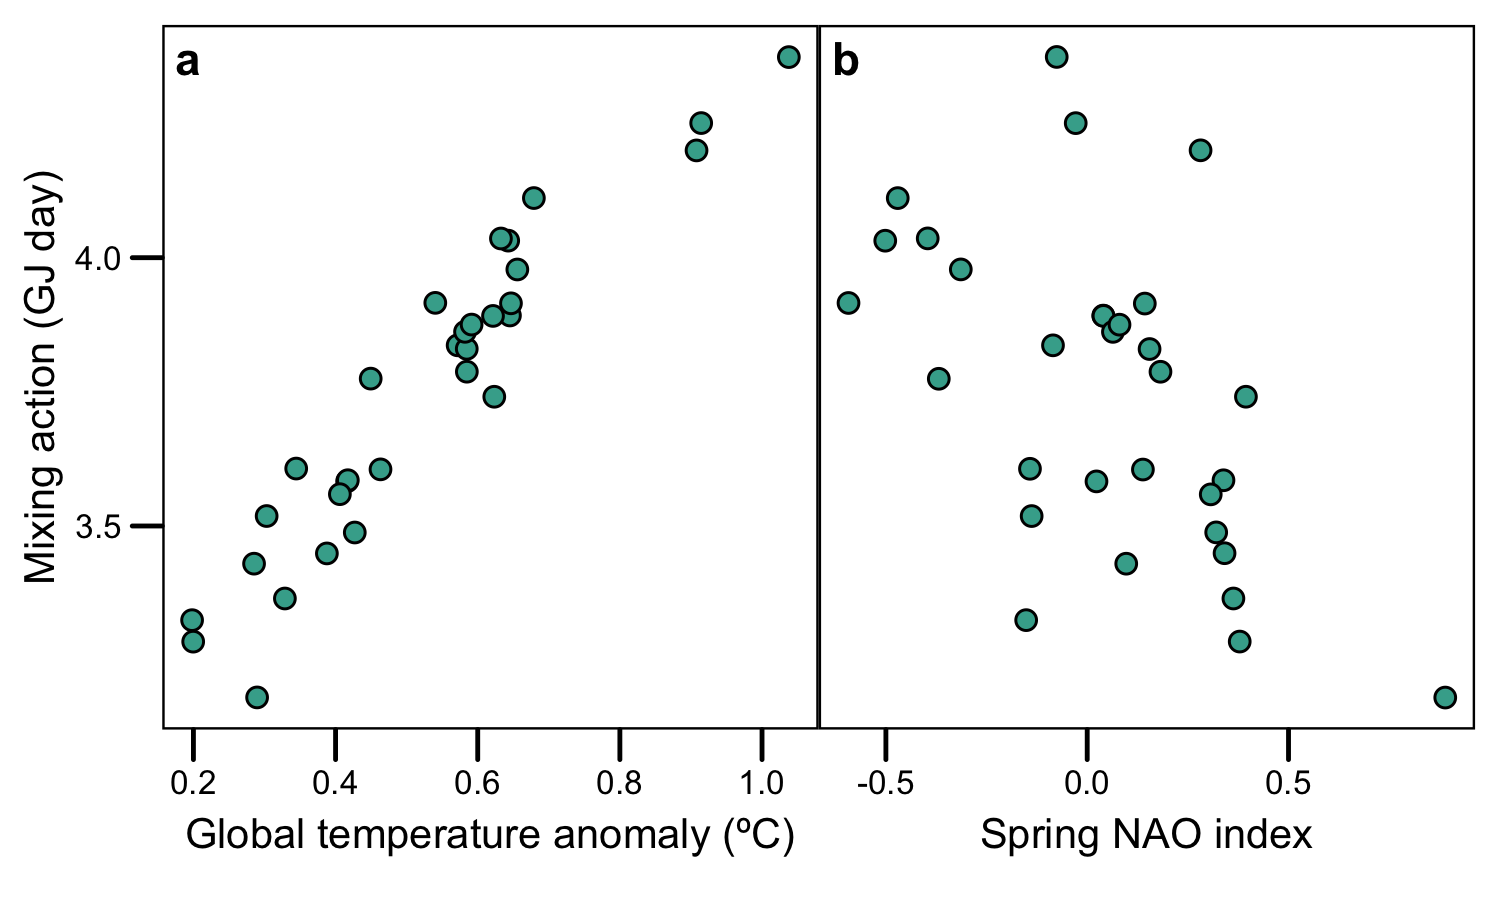 a
b
Mixing action (GJ day)
4.0
3.5
0.2 0.4 0.6 0.8 1.0
-0.5 0.0 0.5
Global temperature anomaly (ºC)
Spring NAO index